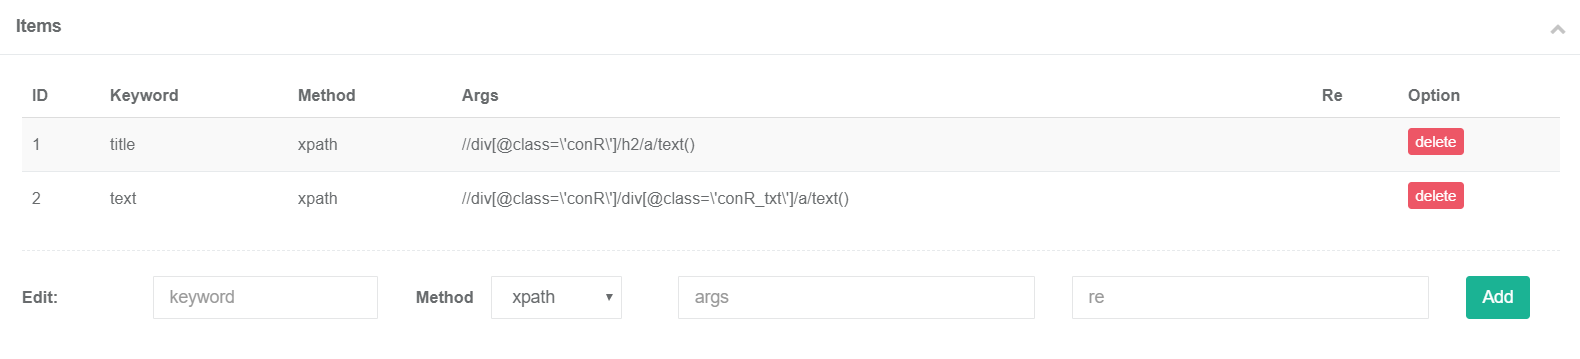 Items
ID Keyword Method Args Re Option
1 title xpath //div[@class=\'conR\']/h2/a/text() delete
2 text xpath //div[@class=\'conR\']/div[@class=\'conR_txt\']/a/text() delete
Edit: keyword Method xpath args re Add